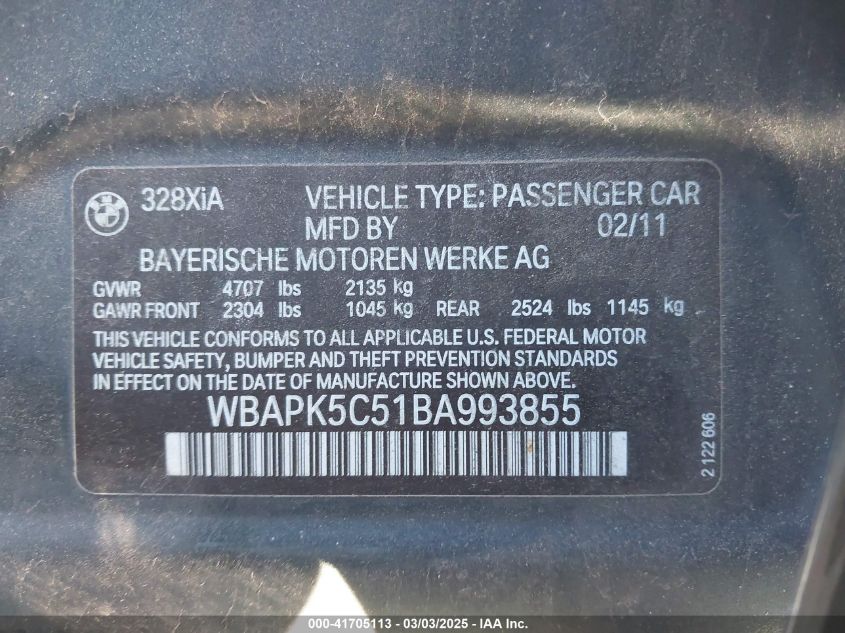 BMW
328XiA VEHICLE TYPE: PASSENGER CAR
MFD BY 02/11
BAYERISCHE MOTOREN WERKE AG
GVWR 4707 lbs 2135 kg
GAWR FRONT 2304 lbs 1045 kg REAR 2524 lbs 1145 kg
THIS VEHICLE CONFORMS TO ALL APPLICABLE U.S. FEDERAL MOTOR
VEHICLE SAFETY, BUMPER AND THEFT PREVENTION STANDARDS
IN EFFECT ON THE DATE OF MANUFACTURE SHOWN ABOVE.
WBAPK5C51BA993855
2 122 606
000-41705113 - 03/03/2025 - IAA Inc.